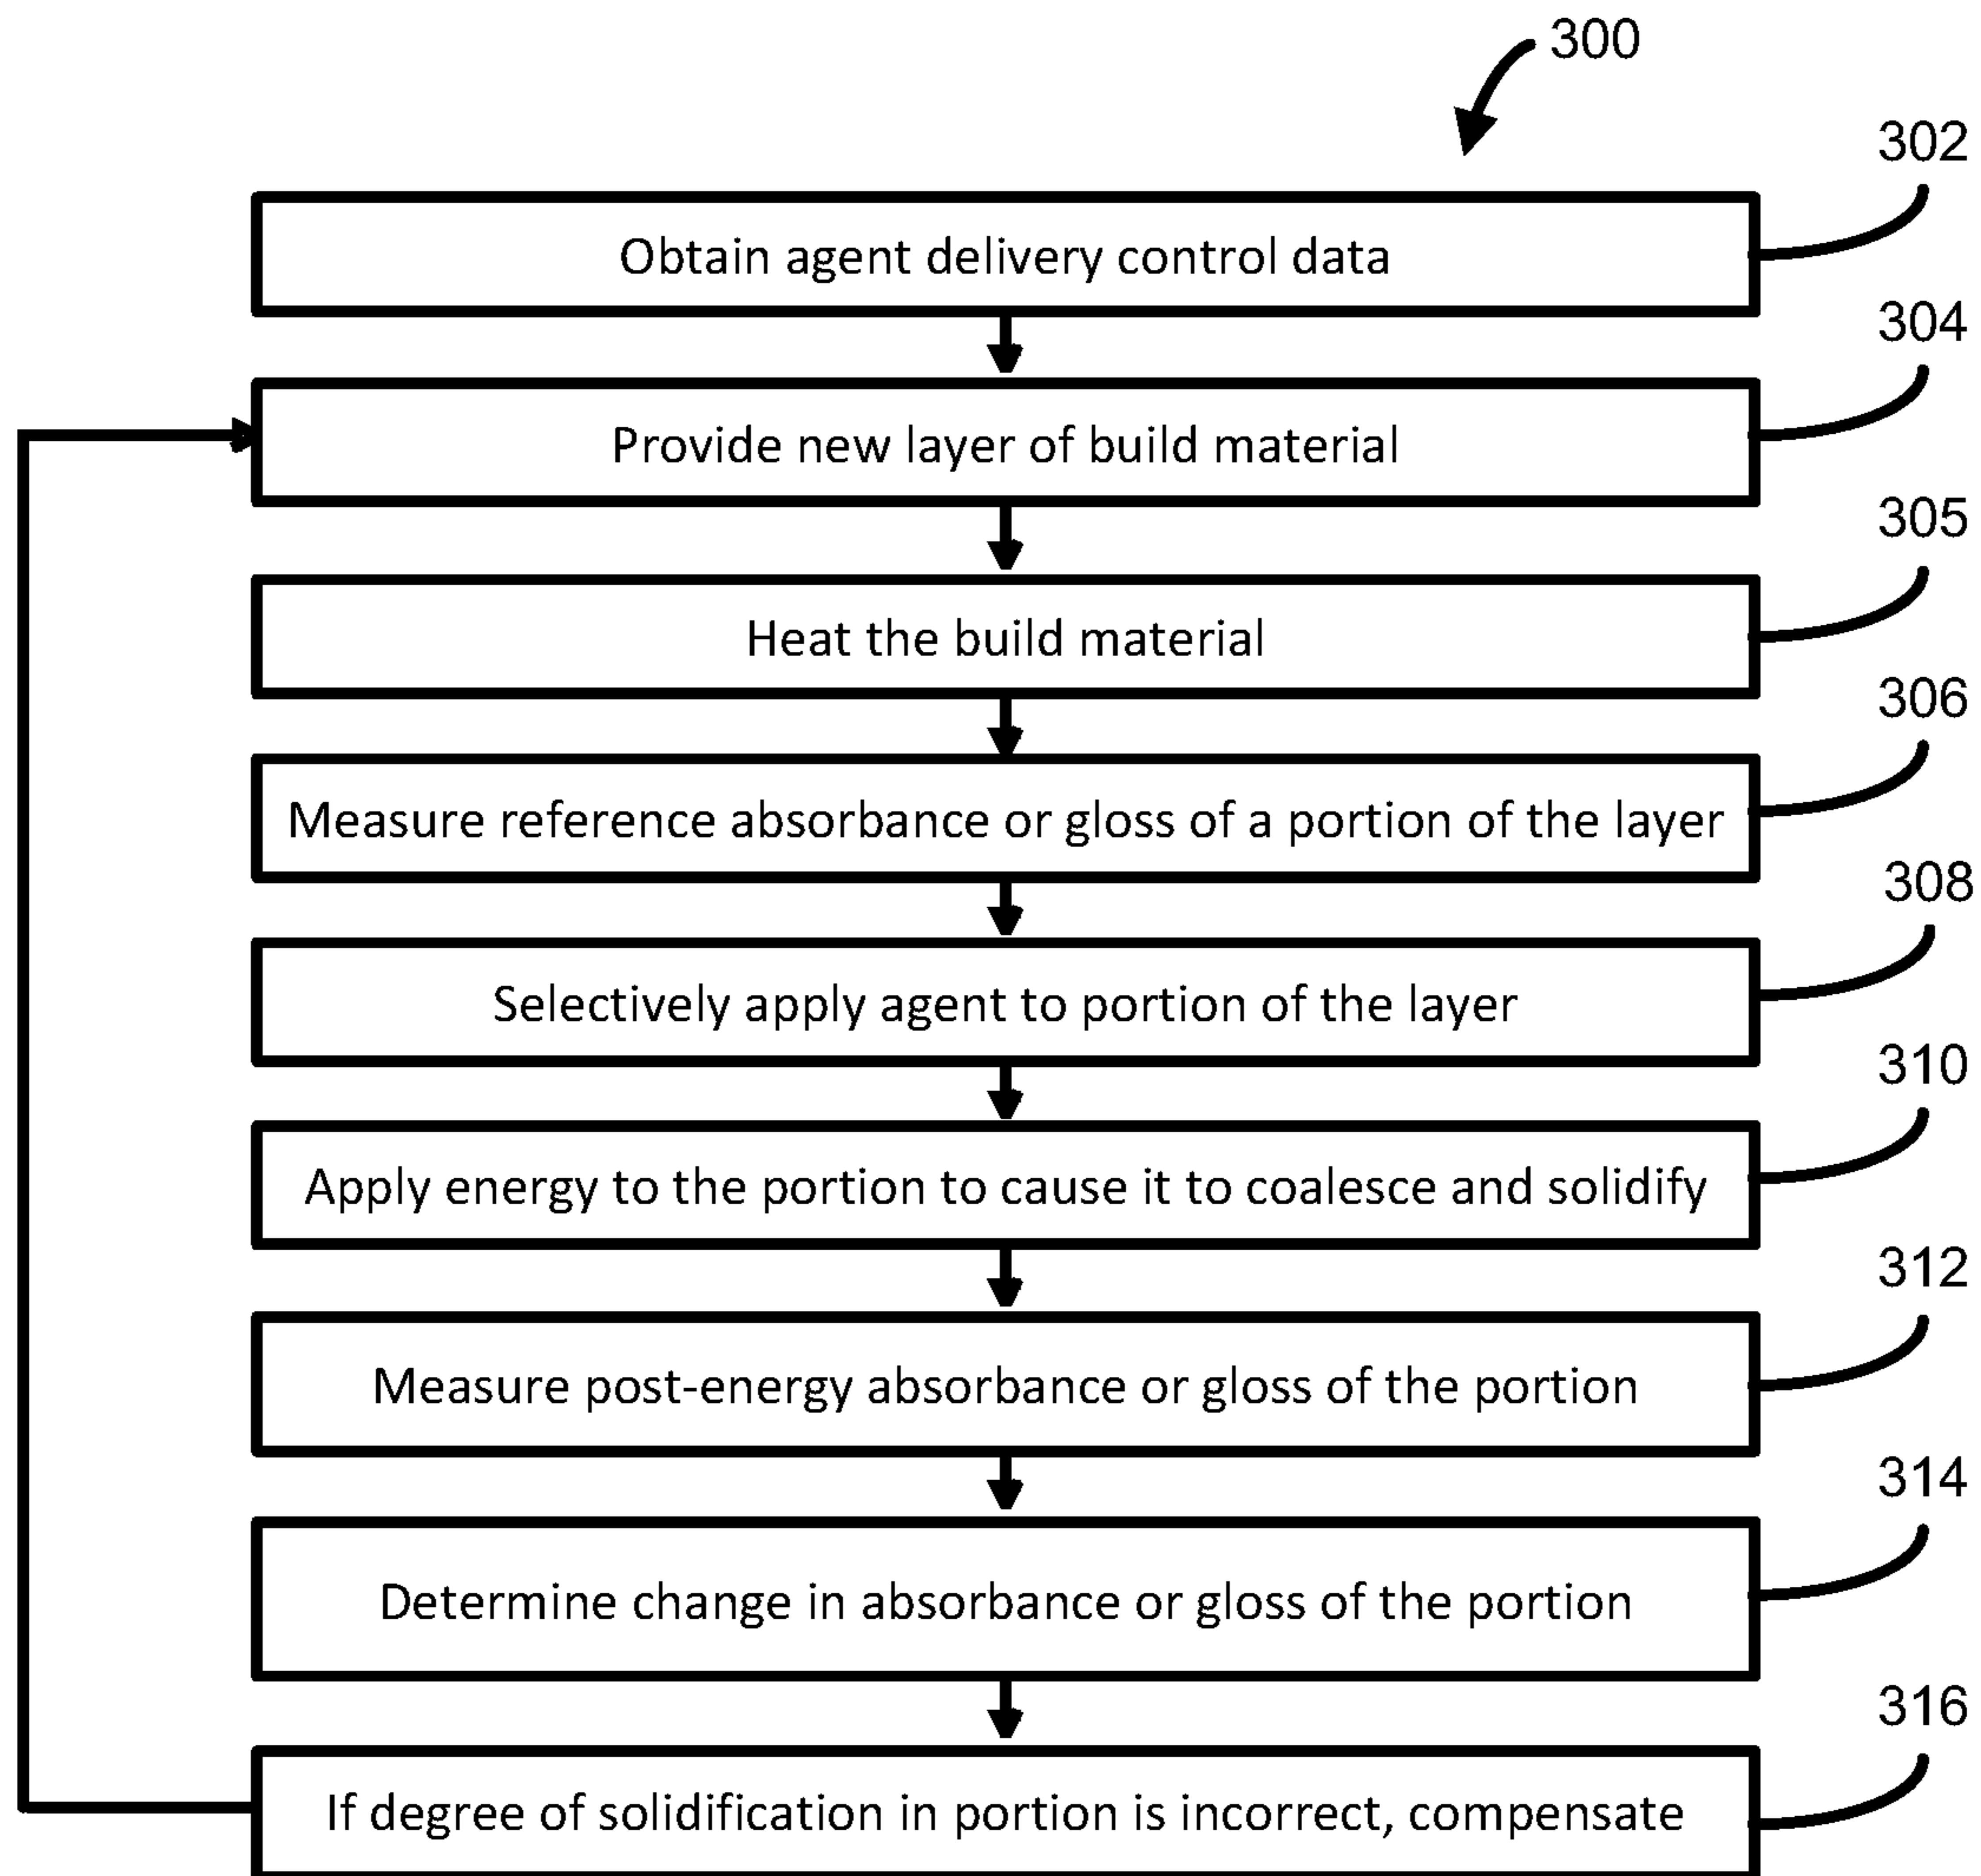 300
302
Obtain agent delivery control data
304
Provide new layer of build material
305
Heat the build material
306
Measure reference absorbance or gloss of a portion of the layer
308
Selectively apply agent to portion of the layer
310
Apply energy to the portion to cause it to coalesce and solidify
312
Measure post-energy absorbance or gloss of the portion
314
Determine change in absorbance or gloss of the portion
316
If degree of solidification in portion is incorrect, compensate